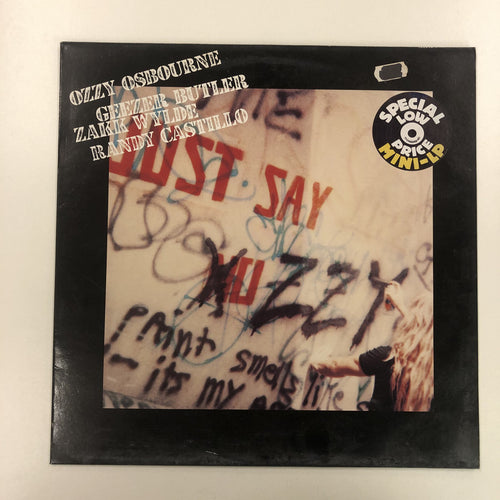 OZZY OSBOURNE
GEEZER BUTLER
ZAKK WYLDE
RANDY CASTILLO
SPECIAL
LOW
PRICE
MINI-LP
JUST SAY
OZZY
Paint smells like
its my